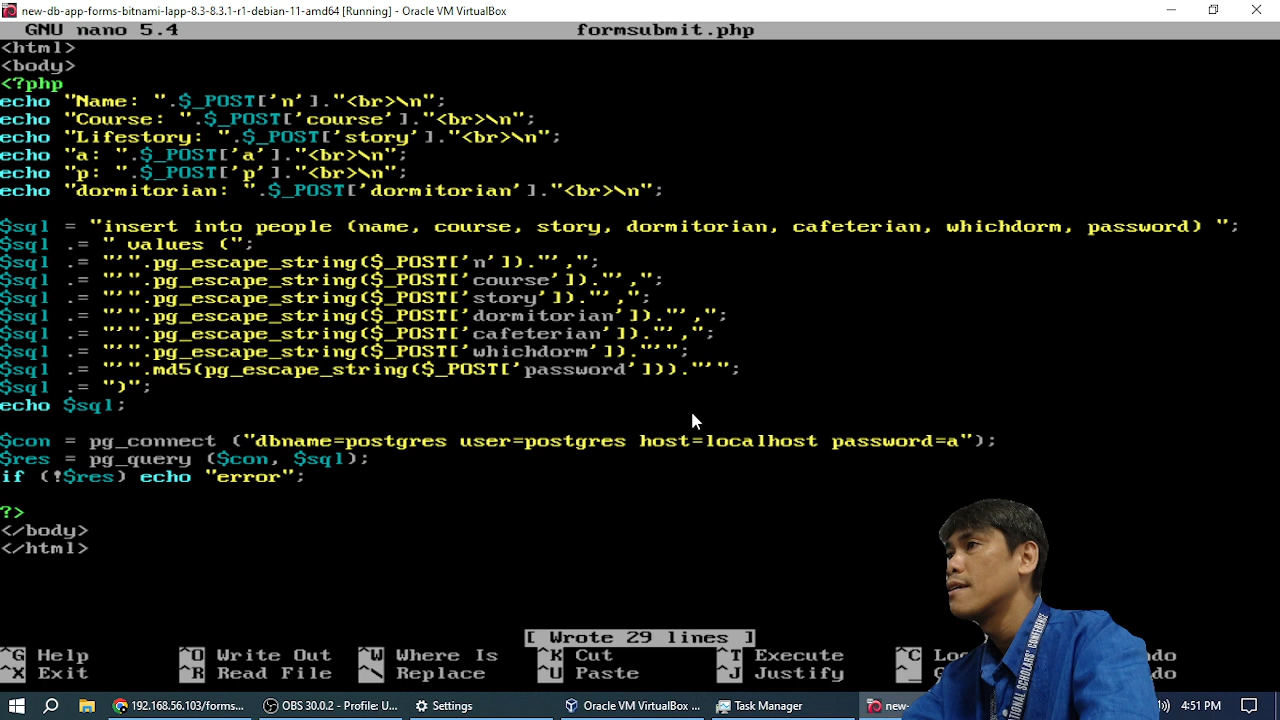 new-db-app-forms-bitnami-lapp-8.3-8.3.1-r1-debian-11-amd64 [Running] - Oracle VM VirtualBox
GNU nano 5.4 formsubmit.php
<html>
<body>
<?php
echo "Name: ".$_POST['n']."<br>\n";
echo "Course: ".$_POST['course']."<br>\n";
echo "Lifestory: ".$_POST['story']."<br>\n";
echo "a: ".$_POST['a']."<br>\n";
echo "p: ".$_POST['p']."<br>\n";
echo "dormitorian: ".$_POST['dormitorian']."<br>\n";
$sql = "insert into people (name, course, story, dormitorian, cafeterian, whichdorm, password) ";
$sql .= " values (";
$sql .= "'".pg_escape_string($_POST['n'])."',";
$sql .= "'".pg_escape_string($_POST['course'])."',";
$sql .= "'".pg_escape_string($_POST['story'])."',";
$sql .= "'".pg_escape_string($_POST['dormitorian'])."',";
$sql .= "'".pg_escape_string($_POST['cafeterian'])."',";
$sql .= "'".pg_escape_string($_POST['whichdorm'])."'";
$sql .= "'".md5(pg_escape_string($_POST['password']))."'";
$sql .= ")";
echo $sql;
$con = pg_connect ("dbname=postgres user=postgres host=localhost password=a");
$res = pg_query ($con, $sql);
if (!$res) echo "error";
?>
</body>
</html>
[ Wrote 29 lines ]
^G Help ^O Write Out ^W Where Is ^K Cut ^T Execute ^C
^X Exit ^R Read File ^\ Replace ^U Paste ^J Justify ^_
SCHOLARS' CONFERENCE
192.168.56.103/forms... OBS 30.0.2 - Profile: U... Settings Oracle VM VirtualBox ... Task Manager new- 4:51 PM